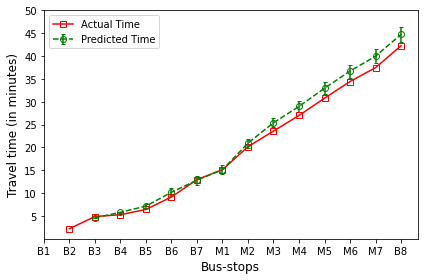 Actual Time
Predicted Time
Travel time (in minutes)
50
45
40
35
30
25
20
15
10
5
B1 B2 B3 B4 B5 B6 B7 M1 M2 M3 M4 M5 M6 M7 B8
Bus-stops